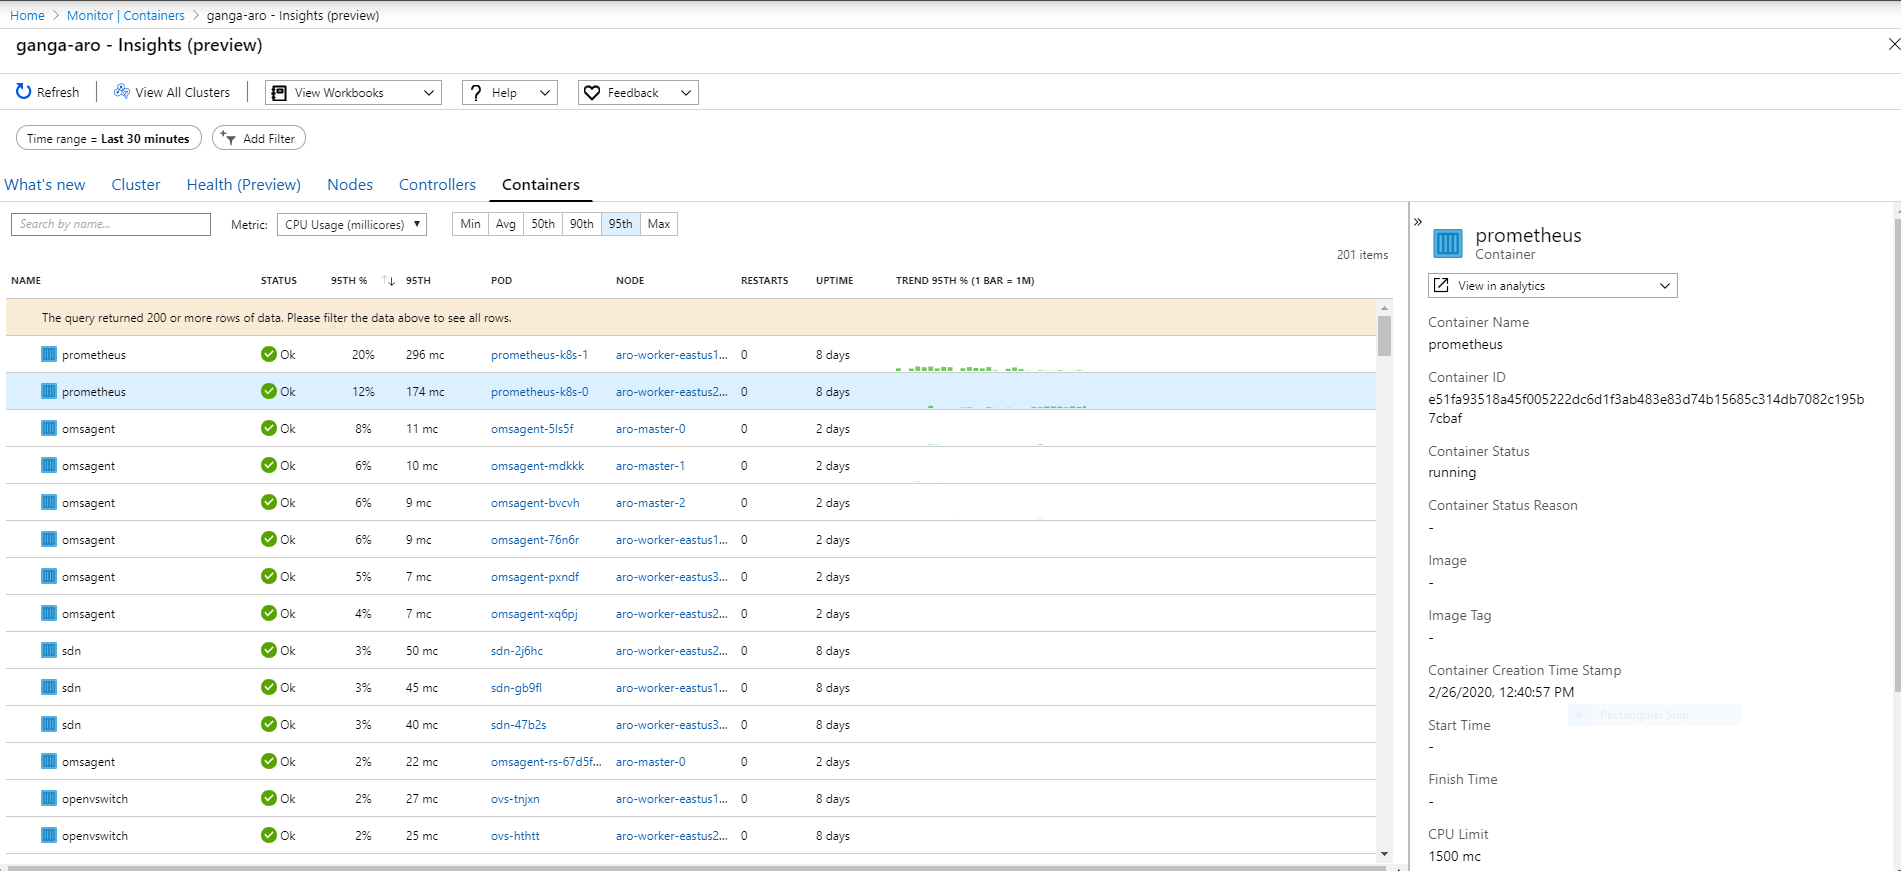 Home > Monitor | Containers > ganga-aro - Insights (preview)
ganga-aro - Insights (preview)
Refresh View All Clusters View Workbooks Help Feedback
Time range = Last 30 minutes Add Filter
What's new Cluster Health (Preview) Nodes Controllers Containers
Search by name... Metric: CPU Usage (millicores) Min Avg 50th 90th 95th Max
201 items
NAME STATUS 95TH % 95TH POD NODE RESTARTS UPTIME TREND 95TH % (1 BAR = 1M)
The query returned 200 or more rows of data. Please filter the data above to see all rows.
prometheus Ok 20% 296 mc prometheus-k8s-1 aro-worker-eastus1... 0 8 days
prometheus Ok 12% 174 mc prometheus-k8s-0 aro-worker-eastus2... 0 8 days
omsagent Ok 8% 11 mc omsagent-5ls5f aro-master-0 0 2 days
omsagent Ok 6% 10 mc omsagent-mdkkk aro-master-1 0 2 days
omsagent Ok 6% 9 mc omsagent-bvcvh aro-master-2 0 2 days
omsagent Ok 6% 9 mc omsagent-76n6r aro-worker-eastus1... 0 2 days
omsagent Ok 5% 7 mc omsagent-pxndf aro-worker-eastus3... 0 2 days
omsagent Ok 4% 7 mc omsagent-xq6pj aro-worker-eastus2... 0 2 days
sdn Ok 3% 50 mc sdn-2j6hc aro-worker-eastus2... 0 8 days
sdn Ok 3% 45 mc sdn-gb9fl aro-worker-eastus1... 0 8 days
sdn Ok 3% 40 mc sdn-47b2s aro-worker-eastus3... 0 8 days
omsagent Ok 2% 22 mc omsagent-rs-67d5f... aro-master-0 0 2 days
openvswitch Ok 2% 27 mc ovs-tnjxn aro-worker-eastus1... 0 8 days
openvswitch Ok 2% 25 mc ovs-hthtt aro-worker-eastus2... 0 8 days
prometheus
Container
View in analytics
Container Name
prometheus
Container ID
e51fa93518a45f005222dc6d1f3ab483e83d74b15685c314db7082c195b
7cbaf
Container Status
running
Container Status Reason
-
Image
-
Image Tag
-
Container Creation Time Stamp
2/26/2020, 12:40:57 PM
Rectangular Snip
Start Time
-
Finish Time
-
CPU Limit
1500 mc